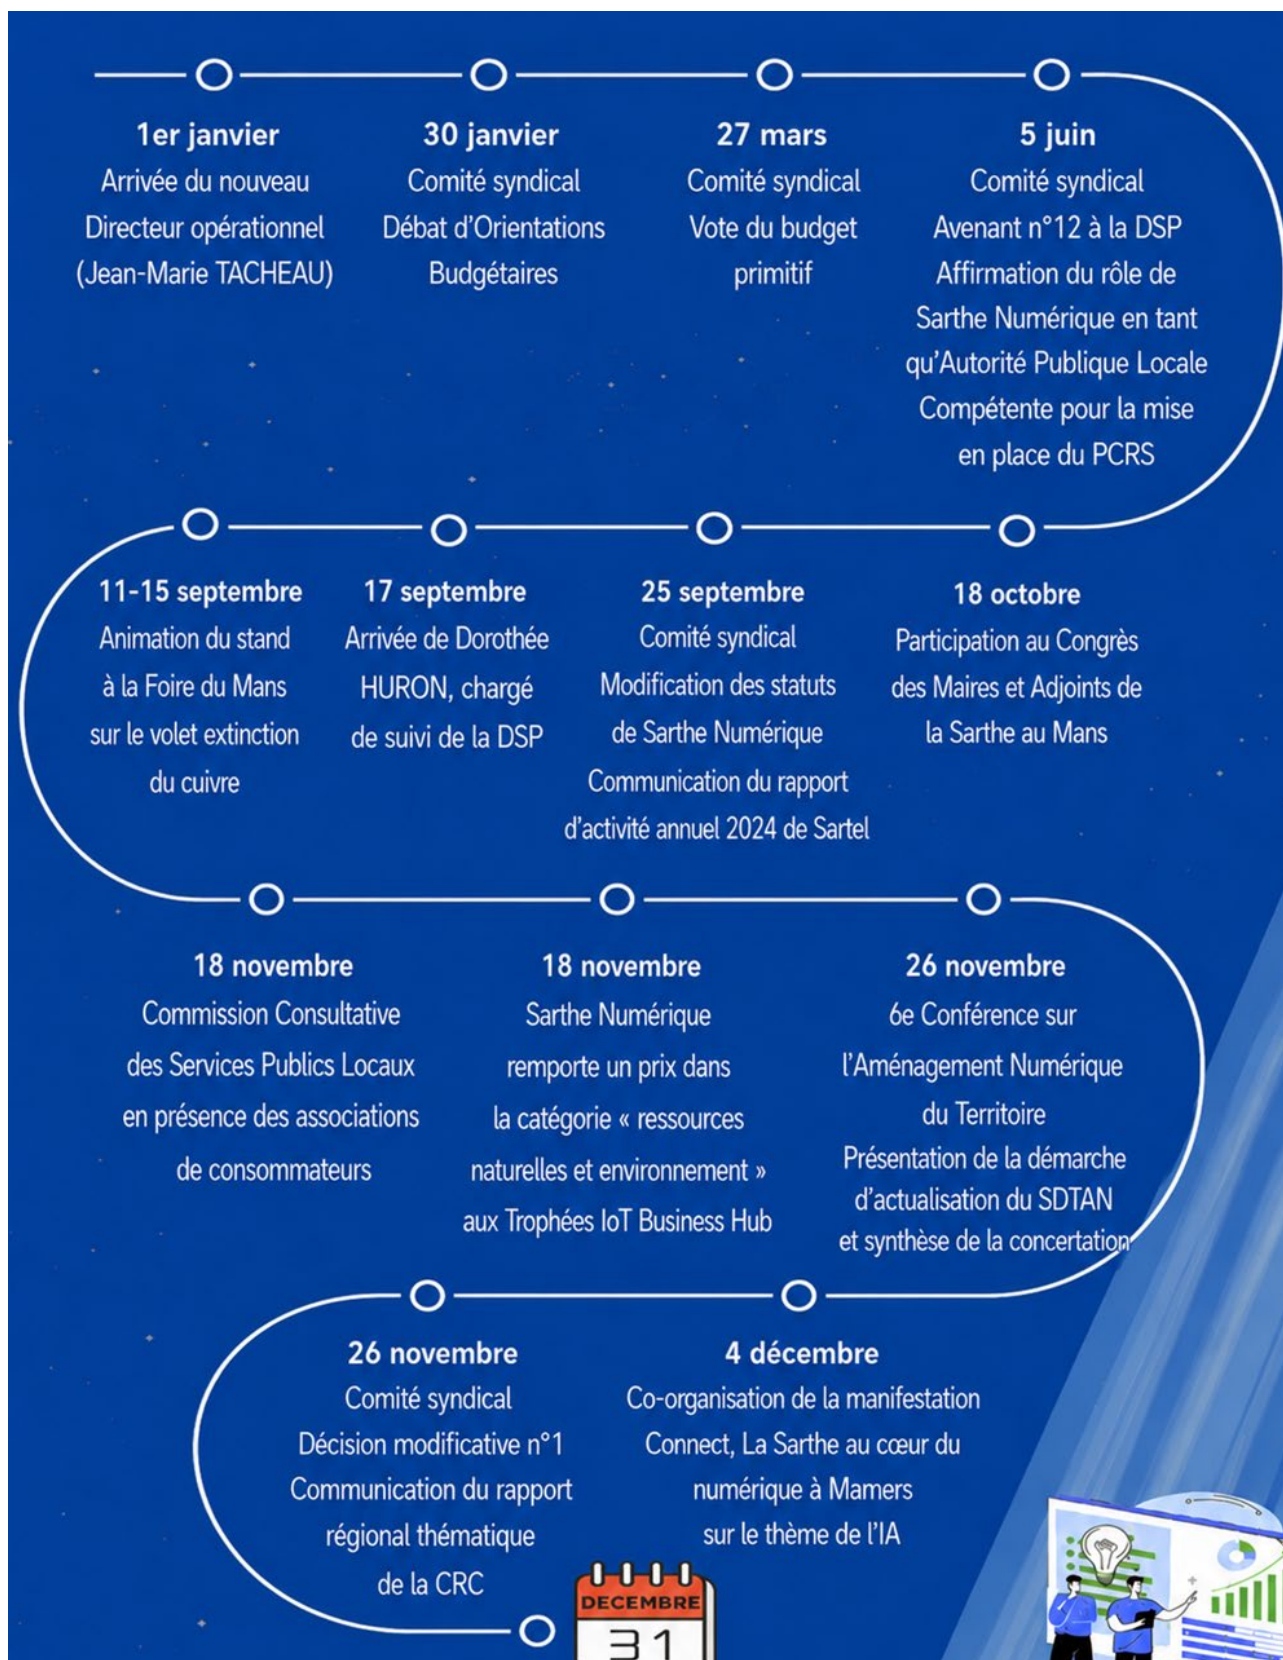 1er janvier
Arrivée du nouveau
Directeur opérationnel
(Jean-Marie TACHEAU)
30 janvier
Comité syndical
Débat d'Orientations
Budgétaires
27 mars
Comité syndical
Vote du budget
primitif
5 juin
Comité syndical
Avenant n°12 à la DSP
Affirmation du rôle de
Sarthe Numérique en tant
qu'Autorité Publique Locale
Compétente pour la mise
en place du PCRS
11-15 septembre
Animation du stand
à la Foire du Mans
sur le volet extinction
du cuivre
17 septembre
Arrivée de Dorothée
HURON, chargé
de suivi de la DSP
25 septembre
Comité syndical
Modification des statuts
de Sarthe Numérique
Communication du rapport
d'activité annuel 2024 de Sartel
18 octobre
Participation au Congrès
des Maires et Adjoints de
la Sarthe au Mans
18 novembre
Commission Consultative
des Services Publics Locaux
en présence des associations
de consommateurs
18 novembre
Sarthe Numérique
remporte un prix dans
la catégorie « ressources
naturelles et environnement »
aux Trophées IoT Business Hub
26 novembre
6e Conférence sur
l'Aménagement Numérique
du Territoire
Présentation de la démarche
d'actualisation du SDTAN
et synthèse de la concertation
26 novembre
Comité syndical
Décision modificative n°1
Communication du rapport
régional thématique
de la CRC
4 décembre
Co-organisation de la manifestation
Connect, La Sarthe au cœur du
numérique à Mamers
sur le thème de l'IA
DECEMBRE
31